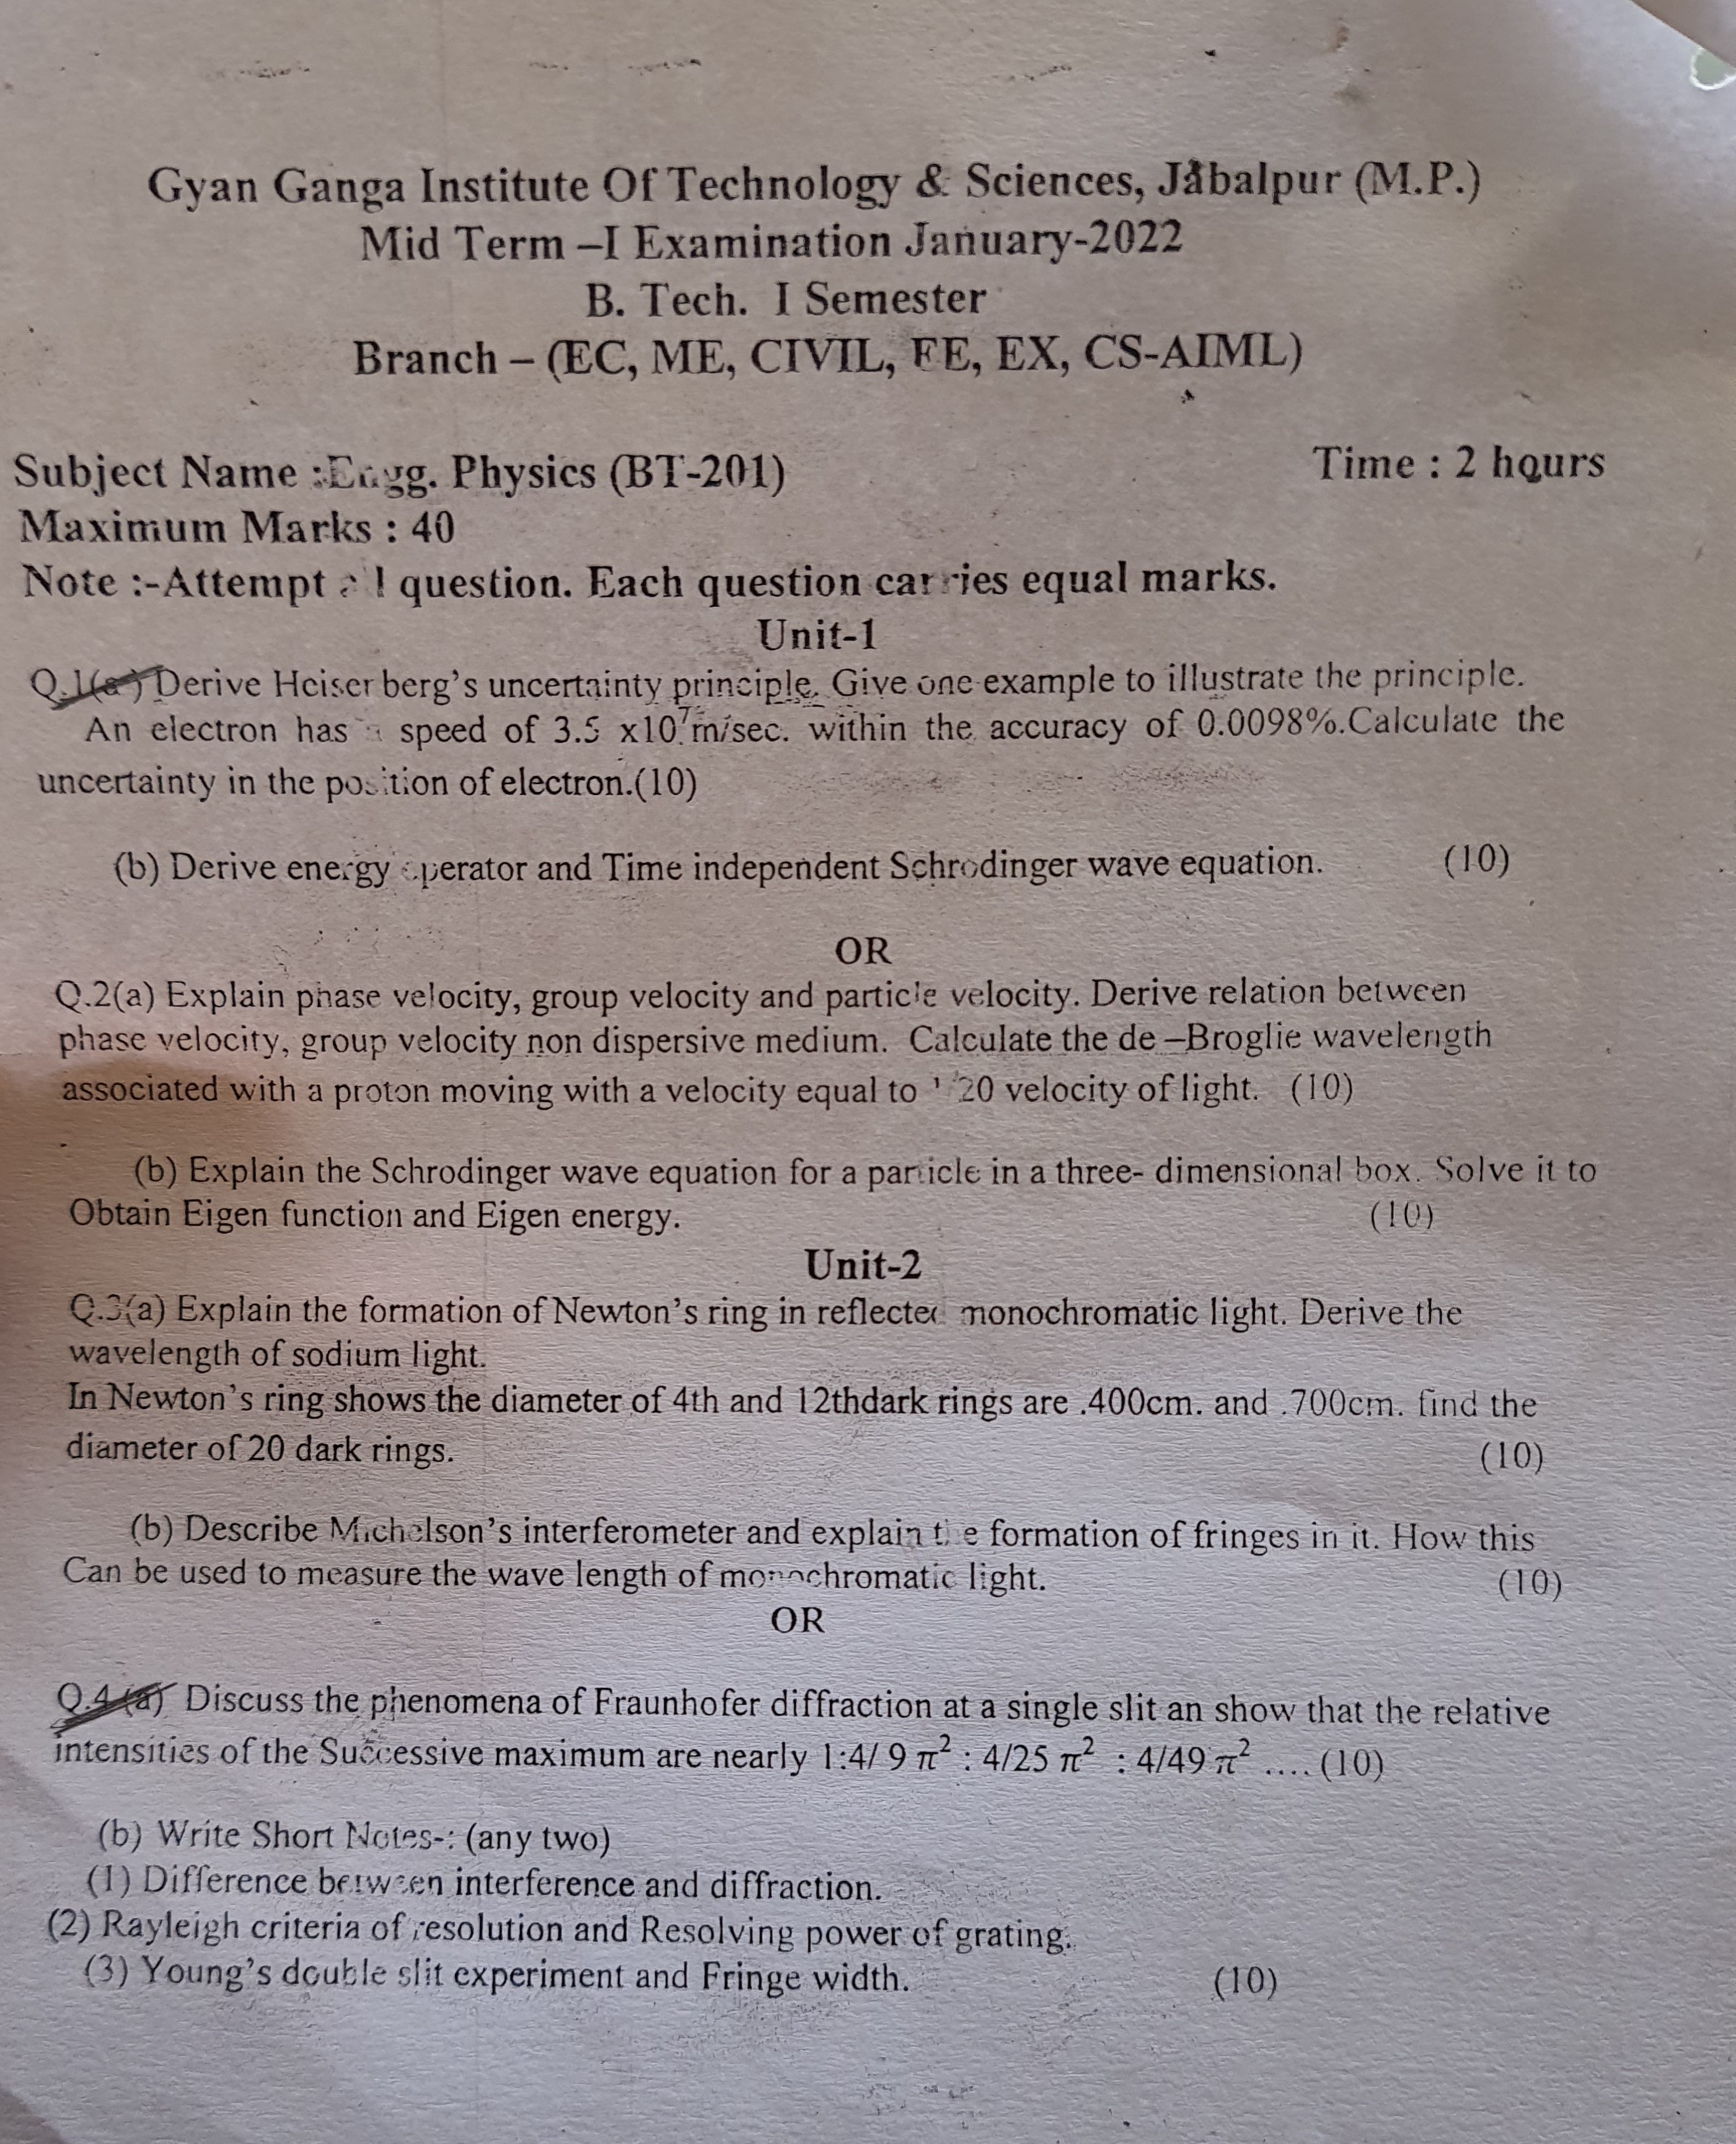 Gyan Ganga Institute Of Technology & Sciences, Jabalpur (M.P.)
Mid Term –I Examination January-2022
B. Tech. I Semester
Branch – (EC, ME, CIVIL, EE, EX, CS-AIML)
Subject Name :Engg. Physics (BT-201) Time : 2 hours
Maximum Marks : 40
Note :-Attempt all question. Each question carries equal marks.
Unit-1
Q.1(a) Derive Heisenberg's uncertainty principle. Give one example to illustrate the principle.
An electron has a speed of 3.5 x10⁷m/sec. within the accuracy of 0.0098%.Calculate the
uncertainty in the position of electron.(10)
(b) Derive energy operator and Time independent Schrodinger wave equation. (10)
OR
Q.2(a) Explain phase velocity, group velocity and particle velocity. Derive relation between
phase velocity, group velocity non dispersive medium. Calculate the de –Broglie wavelength
associated with a proton moving with a velocity equal to 1/20 velocity of light. (10)
(b) Explain the Schrodinger wave equation for a particle in a three- dimensional box. Solve it to
Obtain Eigen function and Eigen energy. (10)
Unit-2
Q.3(a) Explain the formation of Newton's ring in reflected monochromatic light. Derive the
wavelength of sodium light.
In Newton's ring shows the diameter of 4th and 12thdark rings are .400cm. and .700cm. find the
diameter of 20 dark rings. (10)
(b) Describe Michelson's interferometer and explain the formation of fringes in it. How this
Can be used to measure the wave length of monochromatic light. (10)
OR
Q.4 (a) Discuss the phenomena of Fraunhofer diffraction at a single slit an show that the relative
intensities of the Successive maximum are nearly 1:4/ 9 π² : 4/25 π² : 4/49 π² .... (10)
(b) Write Short Notes-: (any two)
(1) Difference between interference and diffraction.
(2) Rayleigh criteria of resolution and Resolving power of grating.
(3) Young's double slit experiment and Fringe width. (10)